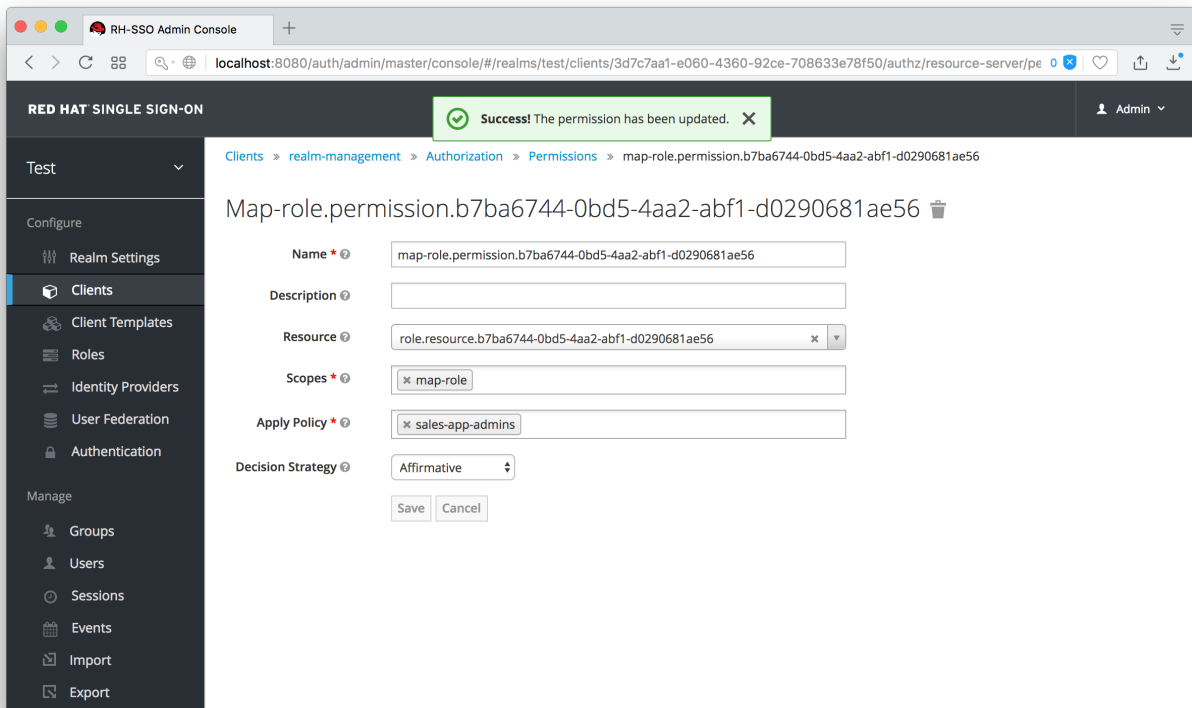 RH-SSO Admin Console
localhost:8080/auth/admin/master/console/#/realms/test/clients/3d7c7aa1-e060-4360-92ce-708633e78f50/authz/resource-server/pe 0
RED HAT SINGLE SIGN-ON
Success! The permission has been updated.
Admin
Test
Clients » realm-management » Authorization » Permissions » map-role.permission.b7ba6744-0bd5-4aa2-abf1-d0290681ae56
Map-role.permission.b7ba6744-0bd5-4aa2-abf1-d0290681ae56
Configure
Realm Settings
Clients
Client Templates
Roles
Identity Providers
User Federation
Authentication
Manage
Groups
Users
Sessions
Events
Import
Export
Name * map-role.permission.b7ba6744-0bd5-4aa2-abf1-d0290681ae56
Description
Resource role.resource.b7ba6744-0bd5-4aa2-abf1-d0290681ae56
Scopes * map-role
Apply Policy * sales-app-admins
Decision Strategy Affirmative
Save Cancel